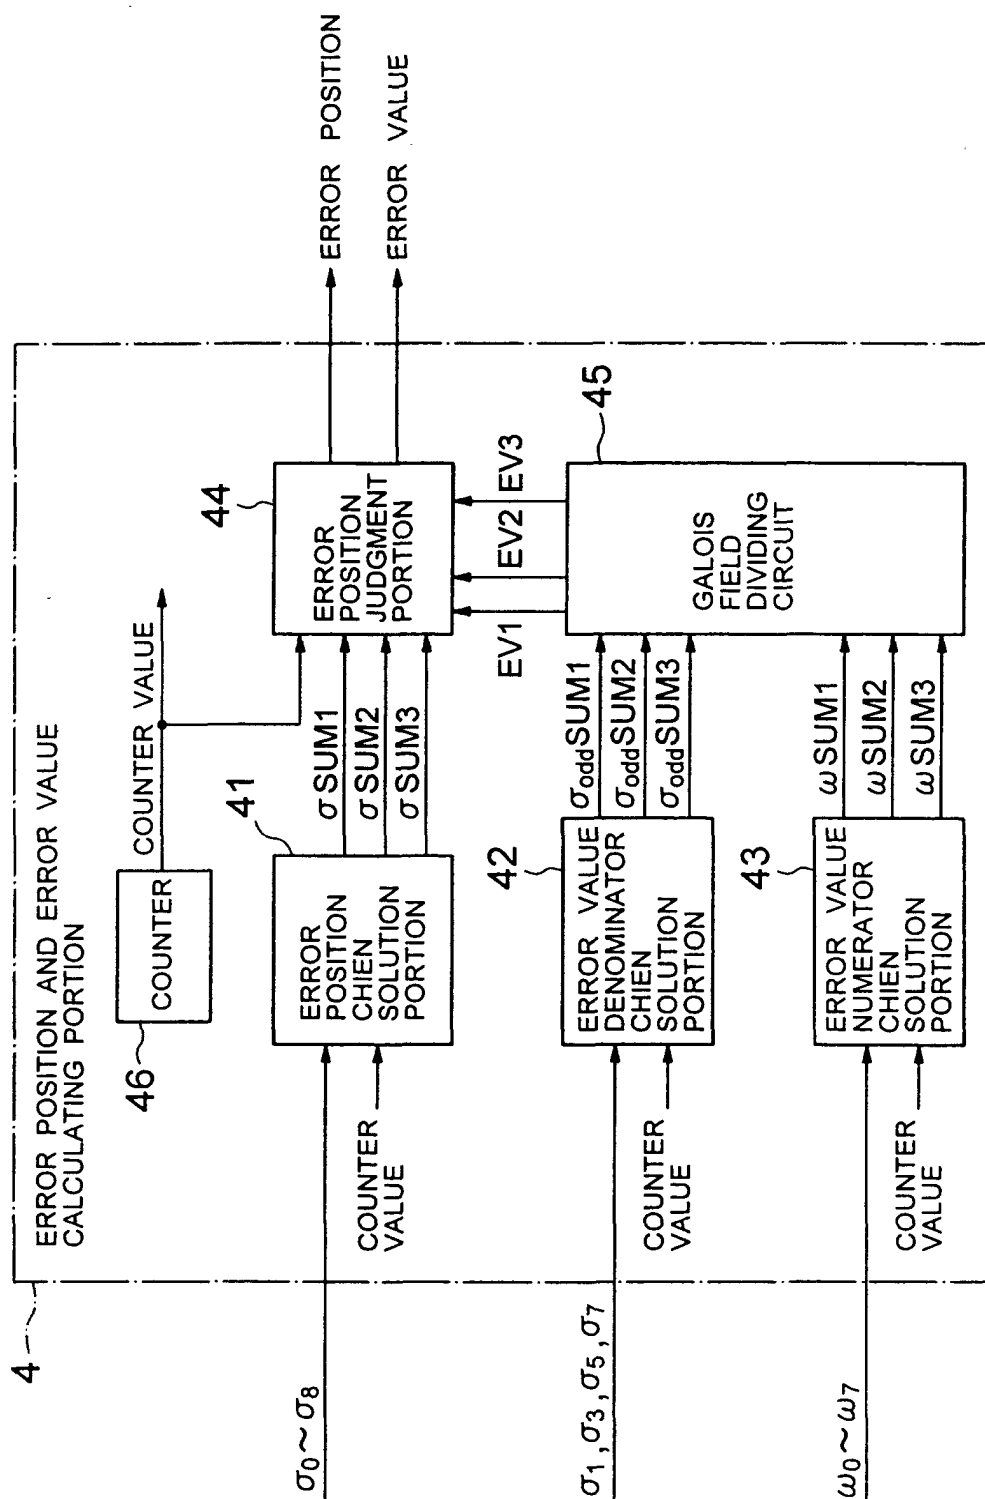 4
ERROR POSITION AND ERROR VALUE
CALCULATING PORTION
46
COUNTER
COUNTER VALUE
σ0~σ8
COUNTER
VALUE
41
ERROR
POSITION
CHIEN
SOLUTION
PORTION
σSUM1
σSUM2
σSUM3
44
ERROR
POSITION
JUDGMENT
PORTION
ERROR POSITION
ERROR VALUE
EV1
EV2
EV3
σ1,σ3,σ5,σ7
COUNTER
VALUE
42
ERROR VALUE
DENOMINATOR
CHIEN
SOLUTION
PORTION
σoddSUM1
σoddSUM2
σoddSUM3
45
GALOIS
FIELD
DIVIDING
CIRCUIT
ω0~ω7
COUNTER
VALUE
43
ERROR VALUE
NUMERATOR
CHIEN
SOLUTION
PORTION
ωSUM1
ωSUM2
ωSUM3